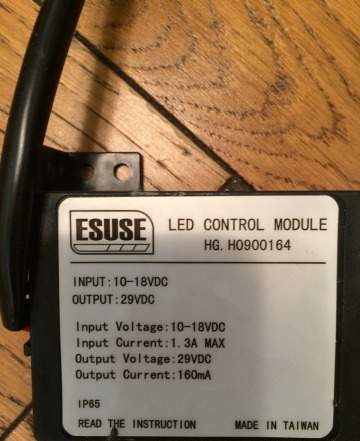 ESUSE
LED CONTROL MODULE
HG.H0900164
INPUT:10-18VDC
OUTPUT:29VDC
Input Voltage:10-18VDC
Input Current:1.3A MAX
Output Voltage:29VDC
Output Current:160mA
IP65
READ THE INSTRUCTION MADE IN TAIWAN